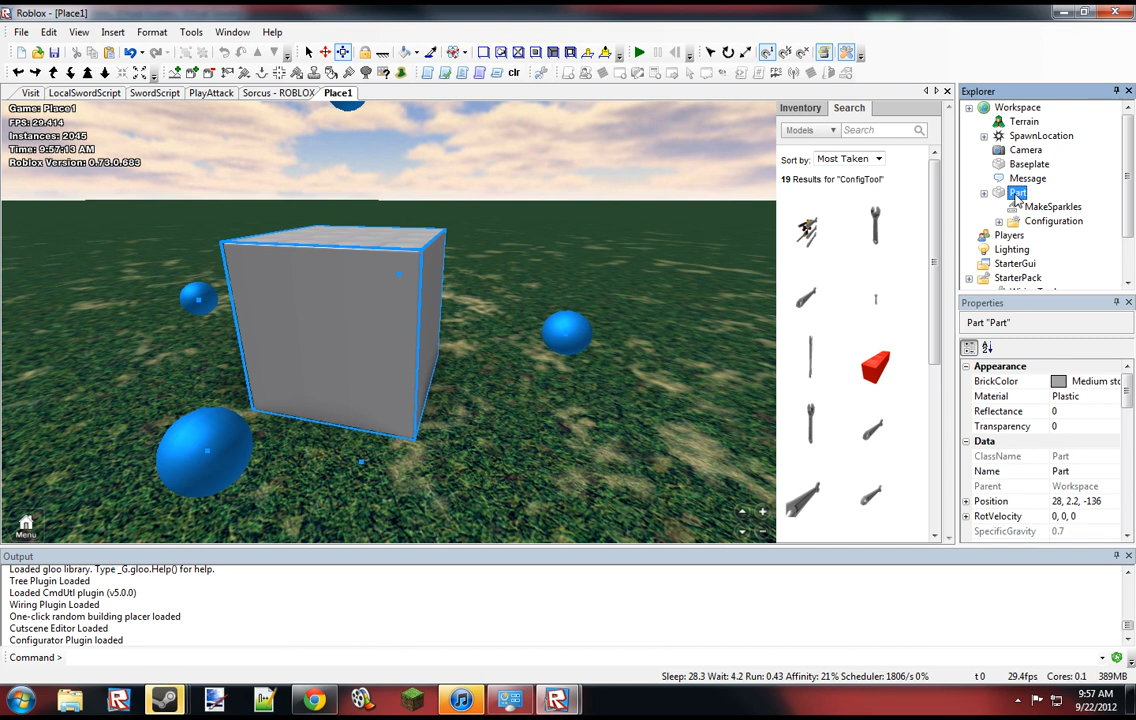 Roblox - [Place1]
File Edit View Insert Format Tools Window Help
clr
FPS
Visit LocalSwordScript SwordScript PlayAttack Sorcus - ROBLOX Place1
Game: Place1
FPS: 29.414
Instances: 2045
Time: 9:57:13 AM
Roblox Version: 0.73.0.683
Menu
Inventory Search
Models Search
Sort by: Most Taken
19 Results for "ConfigTool"
Explorer
Workspace
Terrain
SpawnLocation
Camera
Baseplate
Message
Part
MakeSparkles
Configuration
Players
Lighting
StarterGui
StarterPack
Properties
Part "Part"
Appearance
BrickColor Medium stc
Material Plastic
Reflectance 0
Transparency 0
Data
ClassName Part
Name Part
Parent Workspace
Position 28, 2.2, -136
RotVelocity 0, 0, 0
SpecificGravity 0.7
Output
Loaded gloo library. Type _G.gloo.Help() for help.
Tree Plugin Loaded
Loaded CmdUtl plugin (v5.0.0)
Wiring Plugin Loaded
One-click random building placer loaded
Cutscene Editor Loaded
Configurator Plugin loaded
Command >
Sleep: 28.3 Wait: 4.2 Run: 0.43 Affinity: 21% Scheduler: 1806/s 0% t 0 29.4fps Cores: 0.1 389MB
9:57 AM
9/22/2012